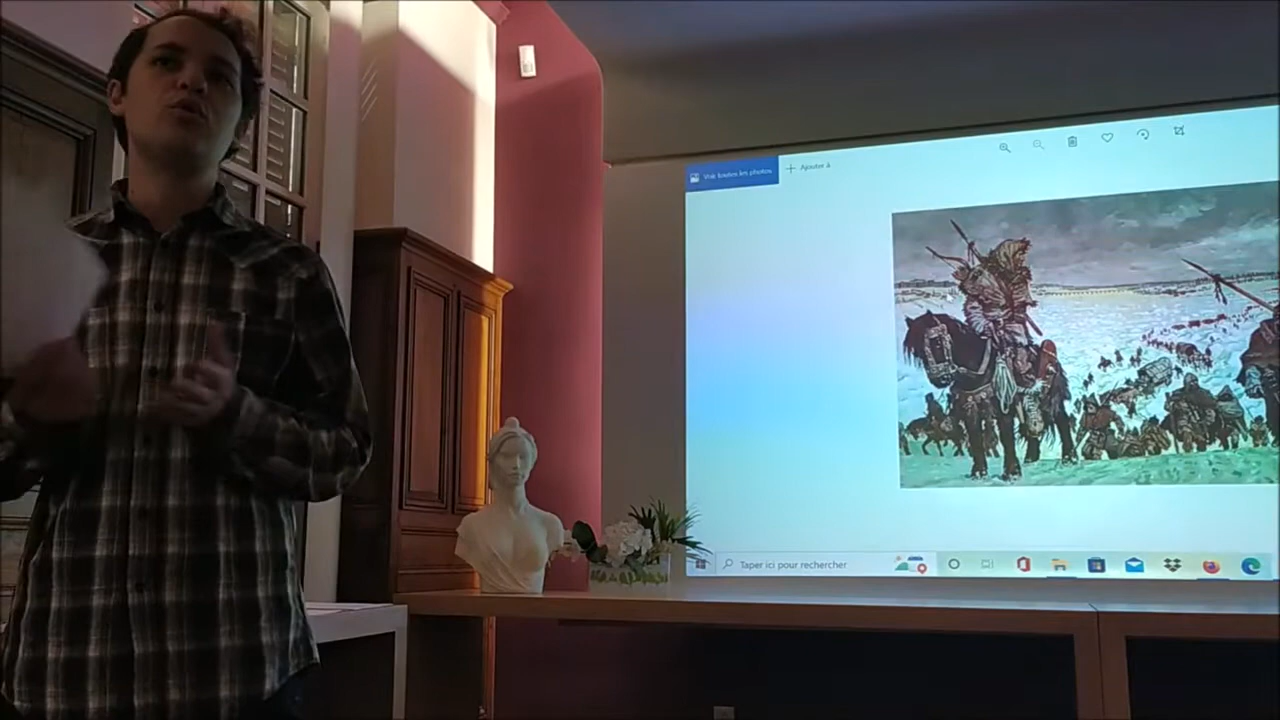 Voir toutes les photos
Ajouter à
Taper ici pour rechercher